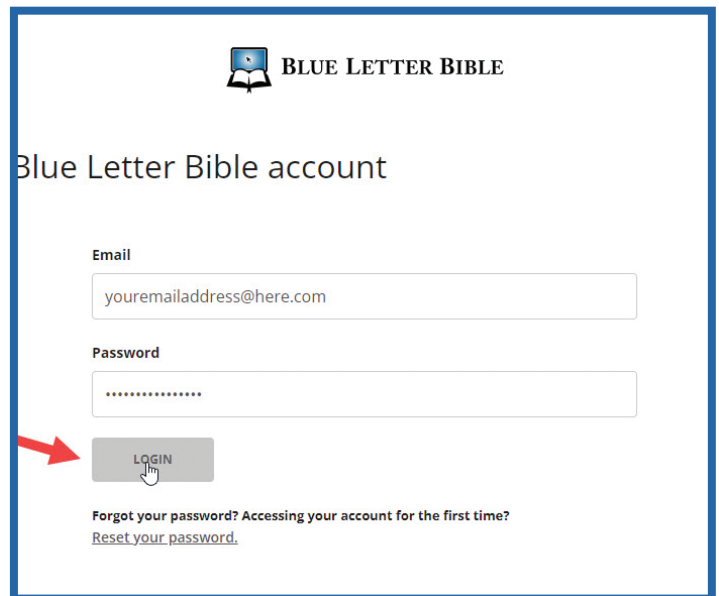 BLUE LETTER BIBLE
Blue Letter Bible account
Email
youremailaddress@here.com
Password
••••••••••••••••
LOGIN
Forgot your password? Accessing your account for the first time?
Reset your password.